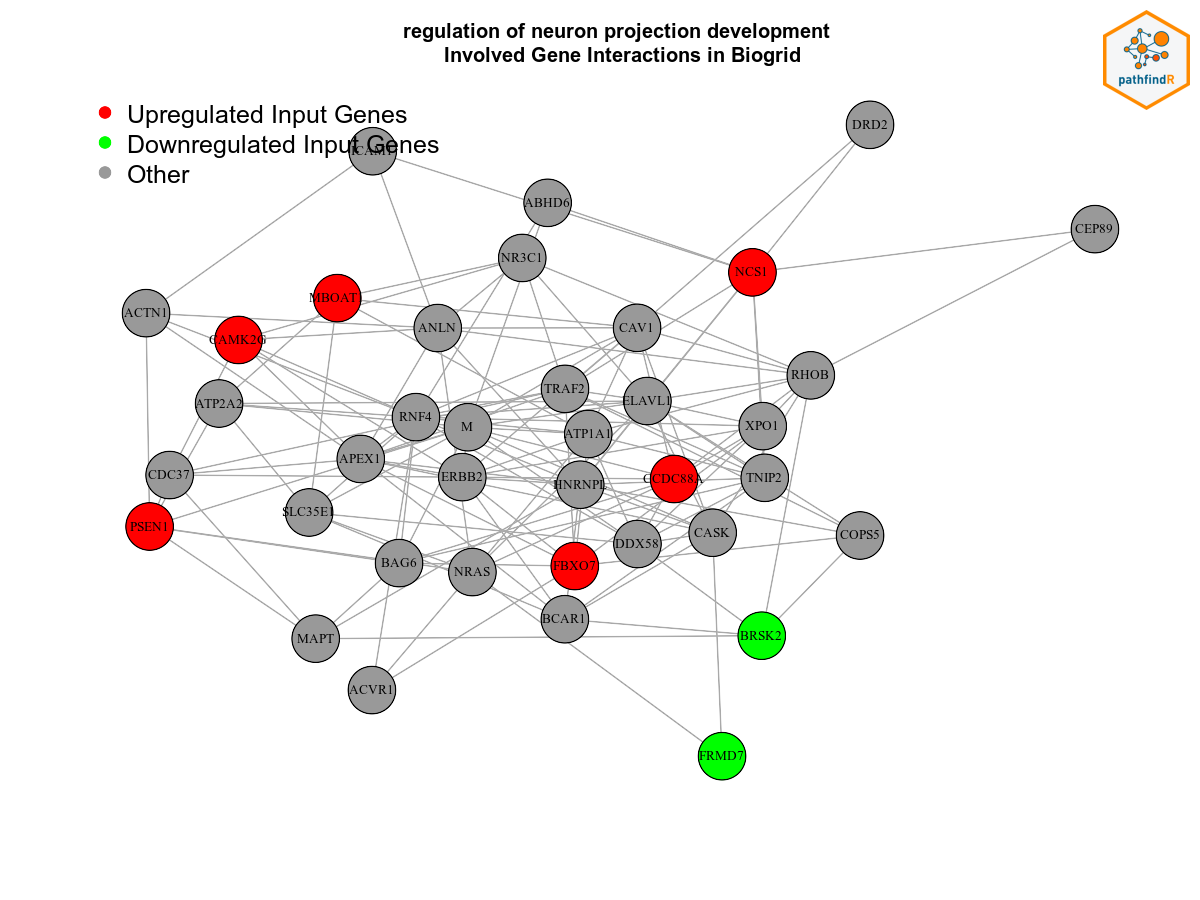 regulation of neuron projection development
Involved Gene Interactions in Biogrid
pathfindR
Upregulated Input Genes
Downregulated Input Genes
Other
DRD2
ICAM1
ABHD6
CEP89
NR3C1
NCS1
MBOAT1
ACTN1
ANLN
CAV1
CAMK2G
RHOB
TRAF2
ATP2A2
ELAVL1
RNF4
M
XPO1
ATP1A1
APEX1
CDC37
ERBB2
CCDC88A
TNIP2
HNRNPL
SLC35E1
PSEN1
CASK
COPS5
DDX58
BAG6
FBXO7
NRAS
BCAR1
BRSK2
MAPT
ACVR1
FRMD7